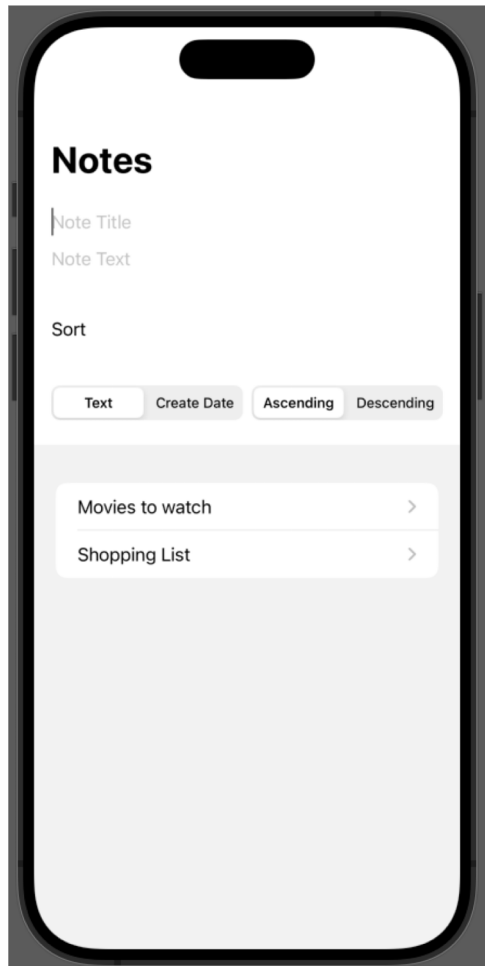 Notes
Note Title
Note Text
Sort
Text Create Date Ascending Descending
Movies to watch
Shopping List